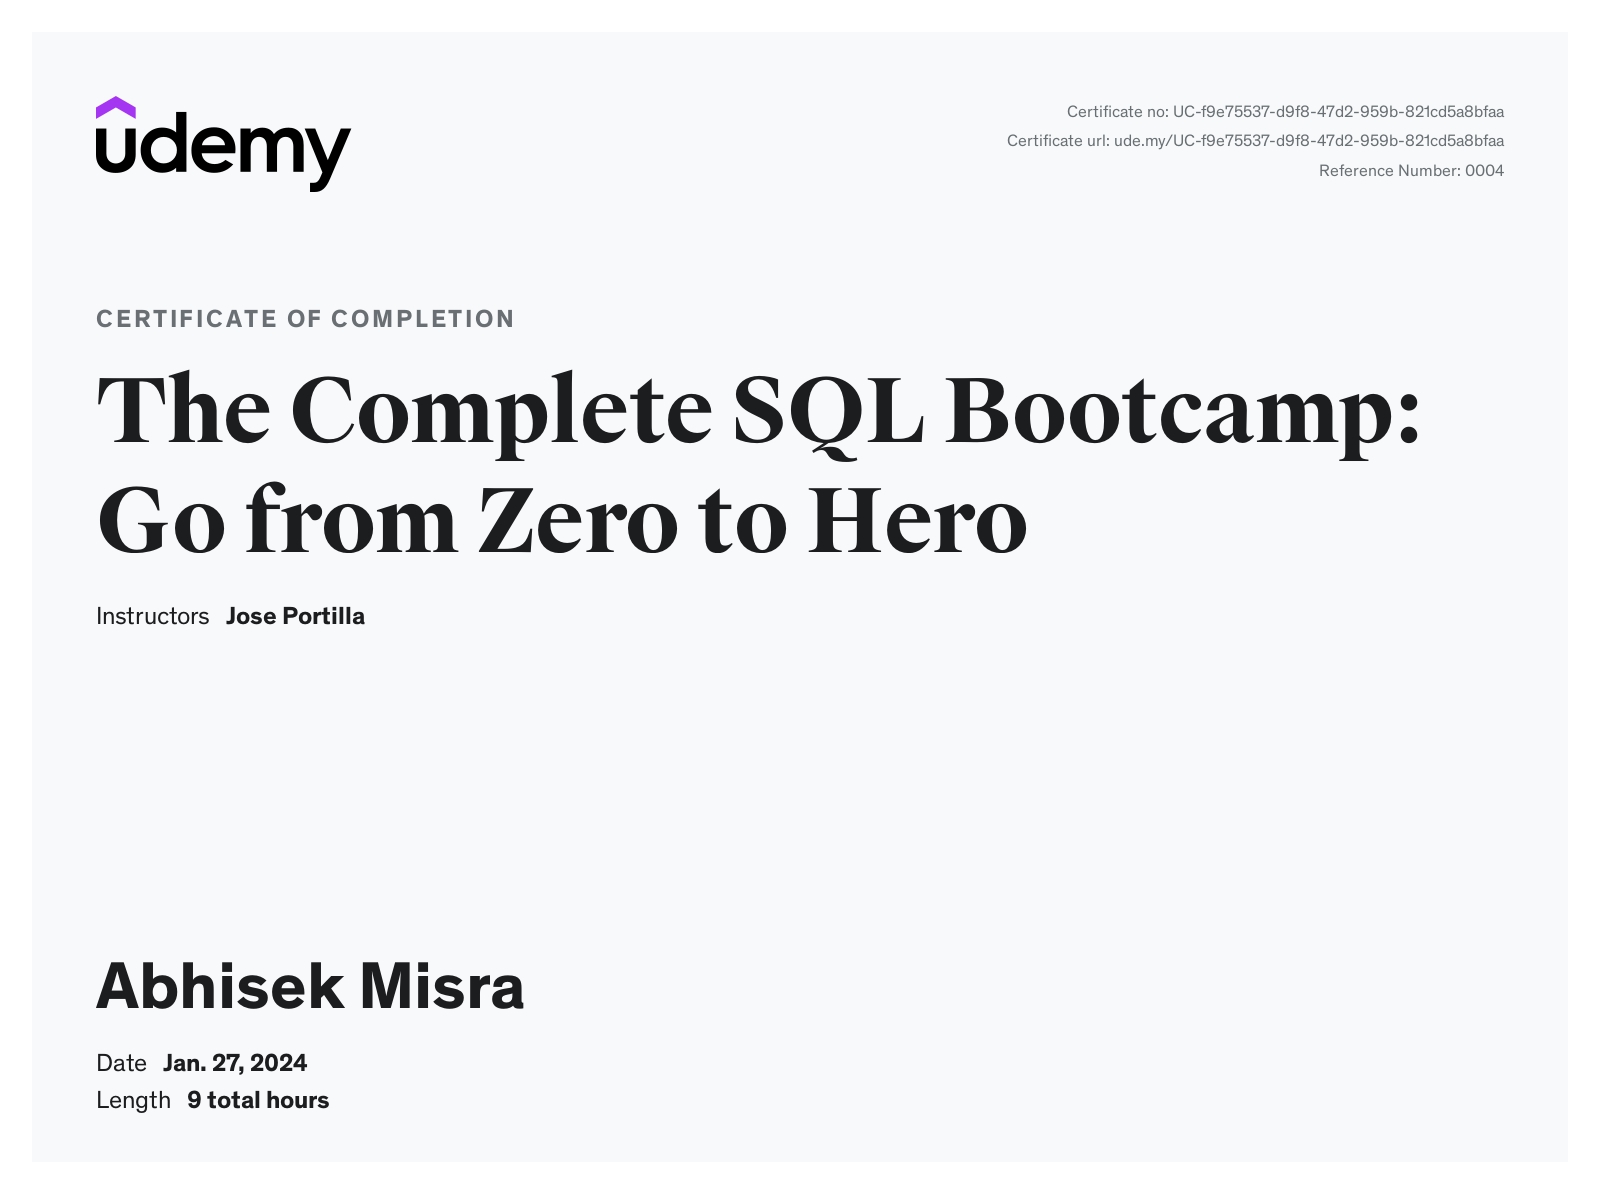 udemy
Certificate no: UC-f9e75537-d9f8-47d2-959b-821cd5a8bfaa
Certificate url: ude.my/UC-f9e75537-d9f8-47d2-959b-821cd5a8bfaa
Reference Number: 0004
CERTIFICATE OF COMPLETION
The Complete SQL Bootcamp:
Go from Zero to Hero
Instructors Jose Portilla
Abhisek Misra
Date Jan. 27, 2024
Length 9 total hours